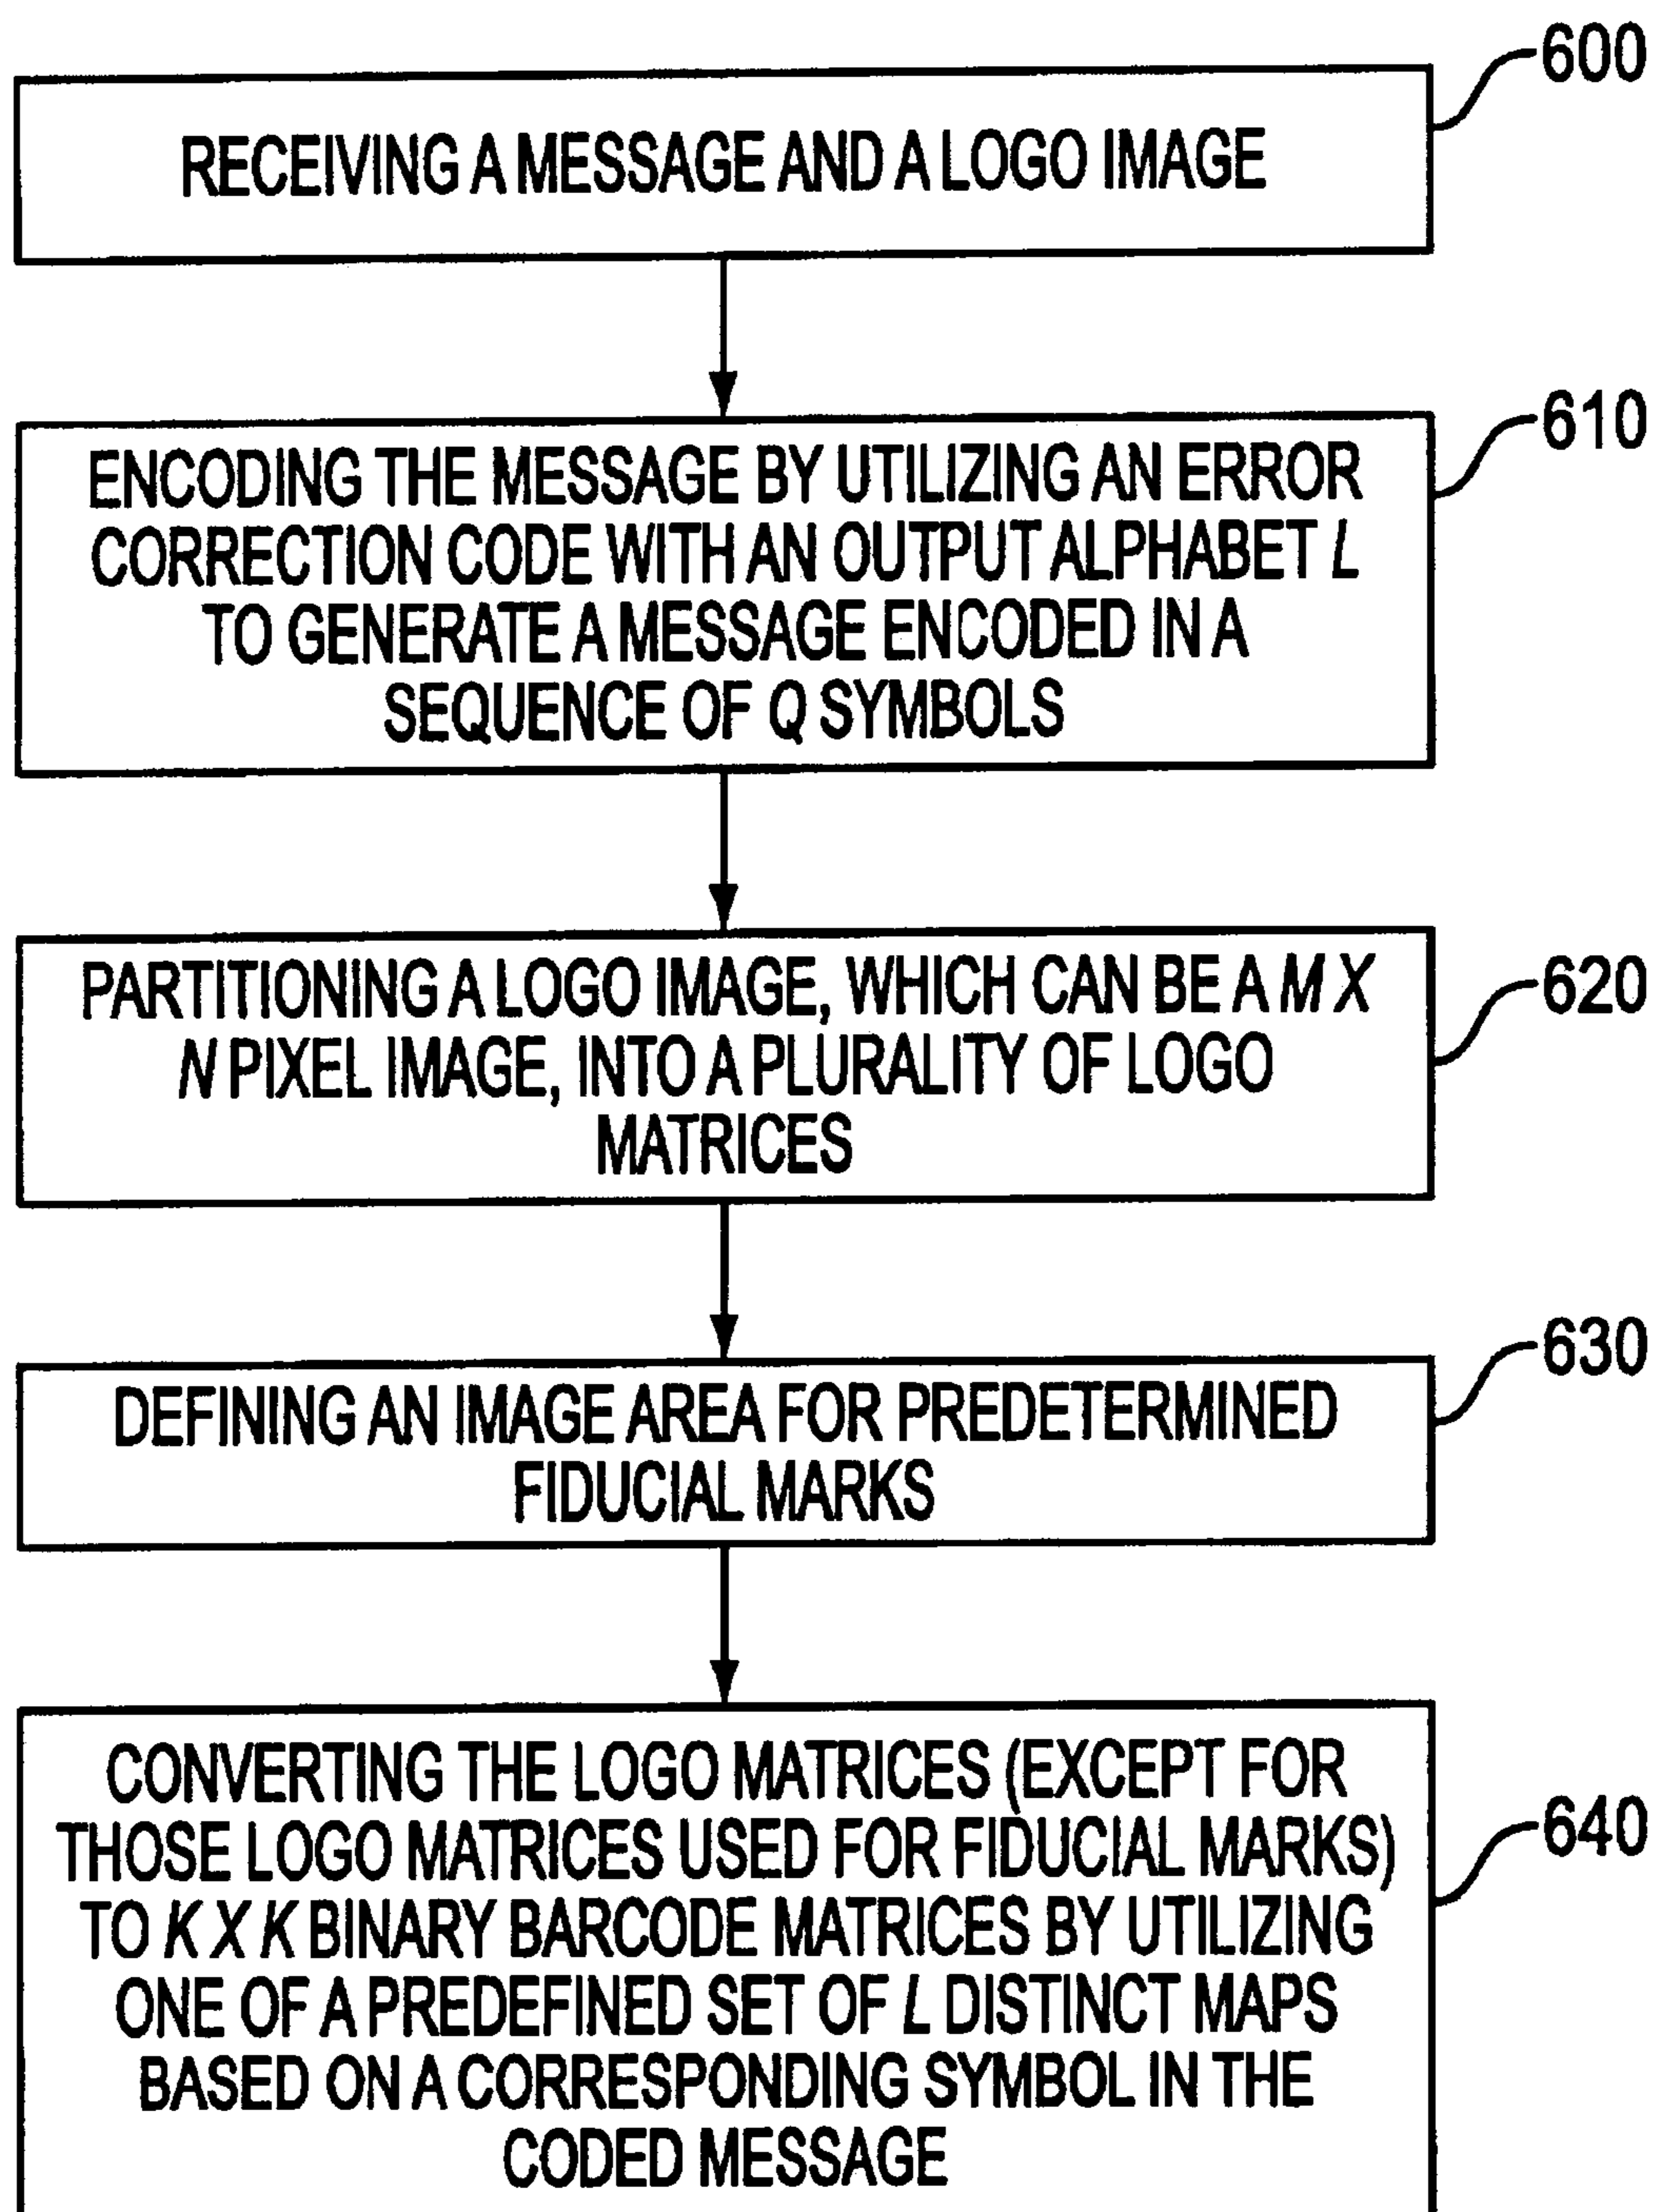 600
RECEIVING A MESSAGE AND A LOGO IMAGE
610
ENCODING THE MESSAGE BY UTILIZING AN ERROR
CORRECTION CODE WITH AN OUTPUT ALPHABET L
TO GENERATE A MESSAGE ENCODED IN A
SEQUENCE OF Q SYMBOLS
620
PARTITIONING A LOGO IMAGE, WHICH CAN BE A M X
N PIXEL IMAGE, INTO A PLURALITY OF LOGO
MATRICES
630
DEFINING AN IMAGE AREA FOR PREDETERMINED
FIDUCIAL MARKS
640
CONVERTING THE LOGO MATRICES (EXCEPT FOR
THOSE LOGO MATRICES USED FOR FIDUCIAL MARKS)
TO K X K BINARY BARCODE MATRICES BY UTILIZING
ONE OF A PREDEFINED SET OF L DISTINCT MAPS
BASED ON A CORRESPONDING SYMBOL IN THE
CODED MESSAGE